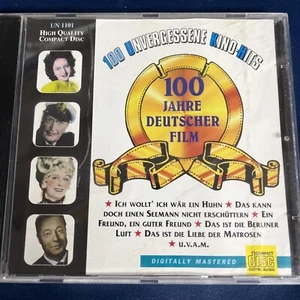 UN 1101
HIGH QUALITY
COMPACT DISC
100 UNVERGESSENE KINO-HITS
100
JAHRE
DEUTSCHER
FILM
★ ICH WOLLT' ICH WÄR EIN HUHN ★ DAS KANN
DOCH EINEN SEEMANN NICHT ERSCHÜTTERN ★ EIN
FREUND, EIN GUTER FREUND ★ DAS IST DIE BERLINER
LUFT ★ DAS IST DIE LIEBE DER MATROSEN
★ U.V.A.M.
DIGITALLY MASTERED
COMPACT
disc
DIGITAL AUDIO